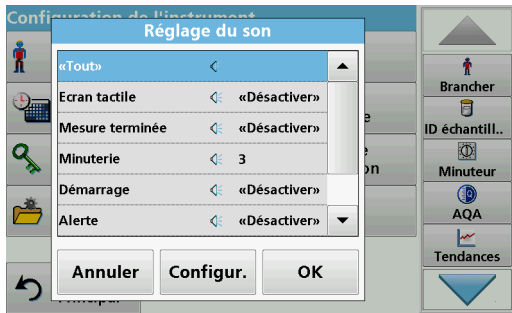 Configuration de l'instrument
Réglage du son
«Tout»
Ecran tactile «Désactiver»
Mesure terminée «Désactiver»
Minuterie 3
Démarrage «Désactiver»
Alerte «Désactiver»
Annuler Configur. OK
Principal
Brancher
ID échantill..
Minuteur
AQA
Tendances